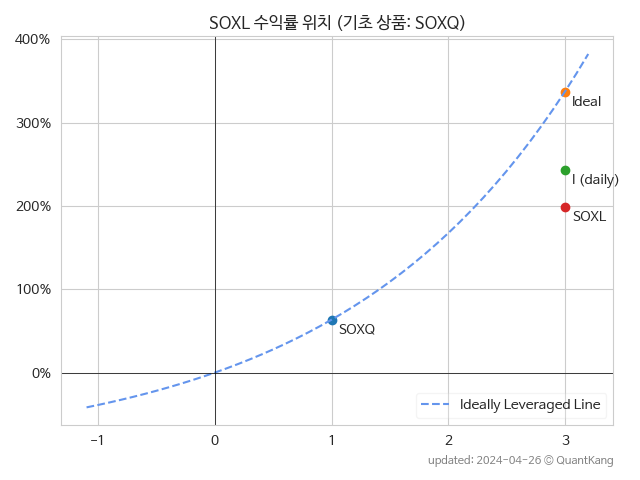 SOXL 수익률 위치 (기초 상품: SOXQ)
400%
300%
200%
100%
0%
Ideal
I (daily)
SOXL
SOXQ
Ideally Leveraged Line
−1
0
1
2
3
updated: 2024-04-26 © QuantKang